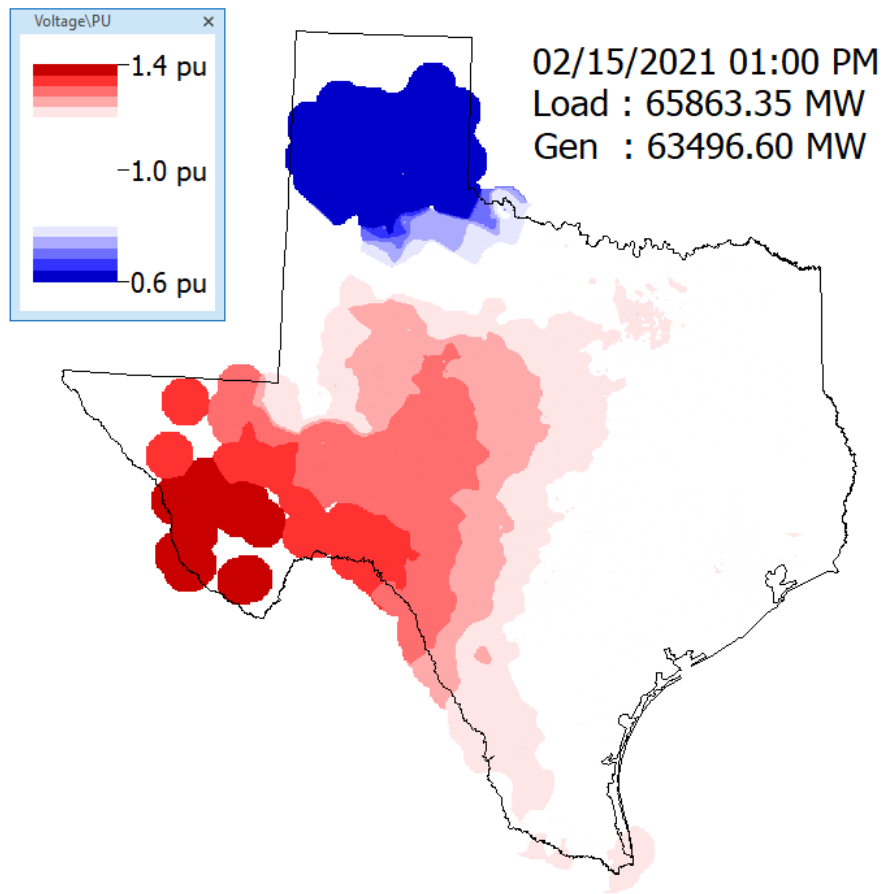 Voltage\PU ×
1.4 pu
1.0 pu
0.6 pu
02/15/2021 01:00 PM
Load : 65863.35 MW
Gen : 63496.60 MW